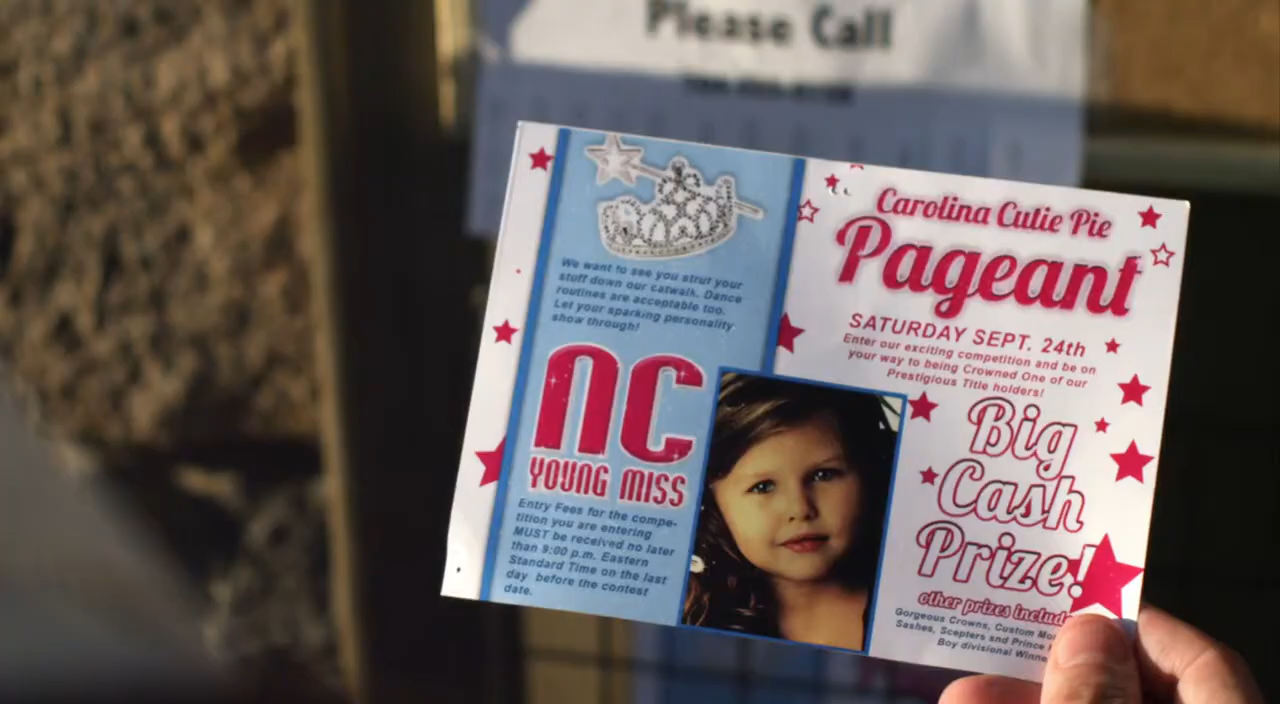 Please Call
We want to see you strut your
stuff down our catwalk. Dance
routines are acceptable too.
Let your sparking personality
show through!
NC
YOUNG MISS
Entry Fees for the compe-
tition you are entering
MUST be received no later
than 9:00 p.m. Eastern
Standard Time on the last
day before the contest
date.
Carolina Cutie Pie
Pageant
SATURDAY SEPT. 24th
Enter our exciting competition and be on
your way to being Crowned One of our
Prestigious Title holders!
Big
Cash
Prize!
other prizes include
Gorgeous Crowns, Custom
Sashes, Scepters snd Prince
Boy divisional